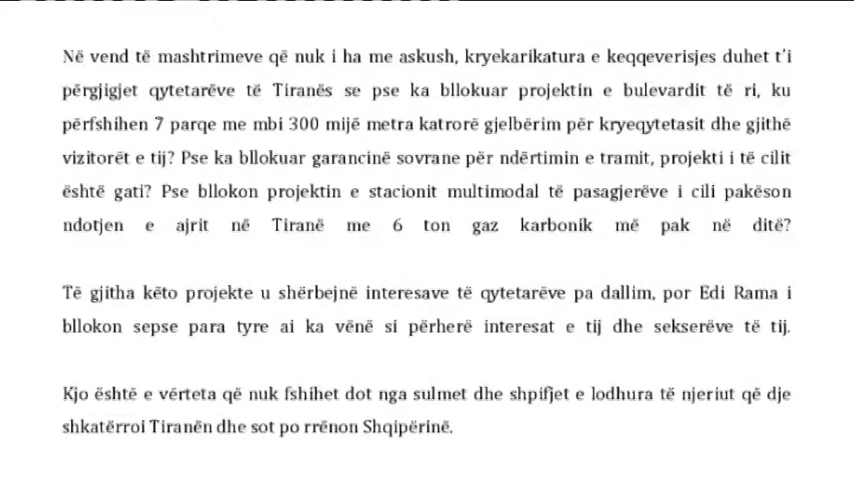 Në vend të mashtrimeve që nuk i ha me askush, kryekarikatura e keqqeverisjes duhet t'i
përgjigjet qytetarëve të Tiranës se pse ka bllokuar projektin e bulevardit të ri, ku
përfshihen 7 parqe me mbi 300 mijë metra katrorë gjelbërim për kryeqytetasit dhe gjithë
vizitorët e tij? Pse ka bllokuar garancinë sovrane për ndërtimin e tramit, projekti i të cilit
është gati? Pse bllokon projektin e stacionit multimodal të pasagjerëve i cili pakëson
ndotjen e ajrit në Tiranë me 6 ton gaz karbonik më pak në ditë?
Të gjitha këto projekte u shërbejnë interesave të qytetarëve pa dallim, por Edi Rama i
bllokon sepse para tyre ai ka vënë si përherë interesat e tij dhe sekserëve të tij.
Kjo është e vërteta që nuk fshihet dot nga sulmet dhe shpifjet e lodhura të njeriut që dje
shkatërroi Tiranën dhe sot po rrënon Shqipërinë.